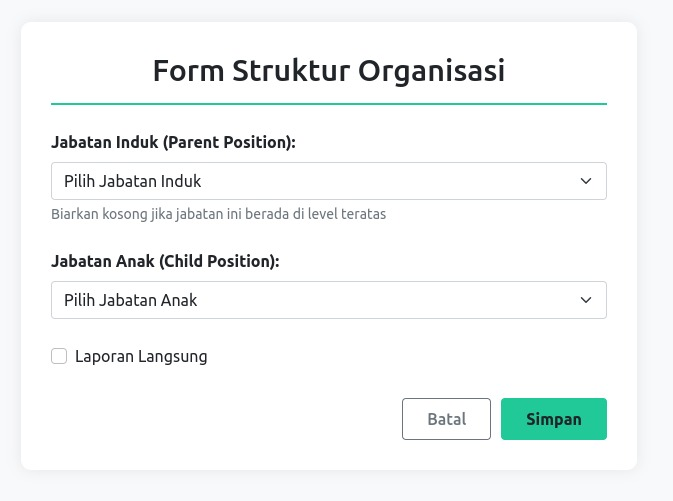 Form Struktur Organisasi
Jabatan Induk (Parent Position):
Pilih Jabatan Induk
Biarkan kosong jika jabatan ini berada di level teratas
Jabatan Anak (Child Position):
Pilih Jabatan Anak
Laporan Langsung
Batal
Simpan